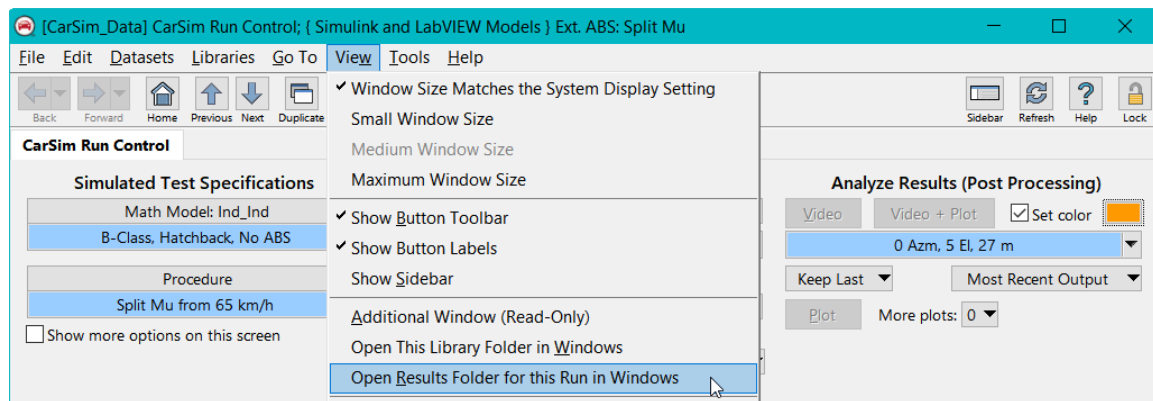 [CarSim_Data] CarSim Run Control; { Simulink and LabVIEW Models } Ext. ABS: Split Mu
File Edit Datasets Libraries Go To View Tools Help
Back Forward Home Previous Next Duplicate Sidebar Refresh Help Lock
CarSim Run Control
Window Size Matches the System Display Setting
Small Window Size
Medium Window Size
Maximum Window Size
Show Button Toolbar
Show Button Labels
Show Sidebar
Additional Window (Read-Only)
Open This Library Folder in Windows
Open Results Folder for this Run in Windows
Simulated Test Specifications
Math Model: Ind_Ind
B-Class, Hatchback, No ABS
Procedure
Split Mu from 65 km/h
Show more options on this screen
Analyze Results (Post Processing)
Video Video + Plot Set color
0 Azm, 5 El, 27 m
Keep Last Most Recent Output
Plot More plots: 0